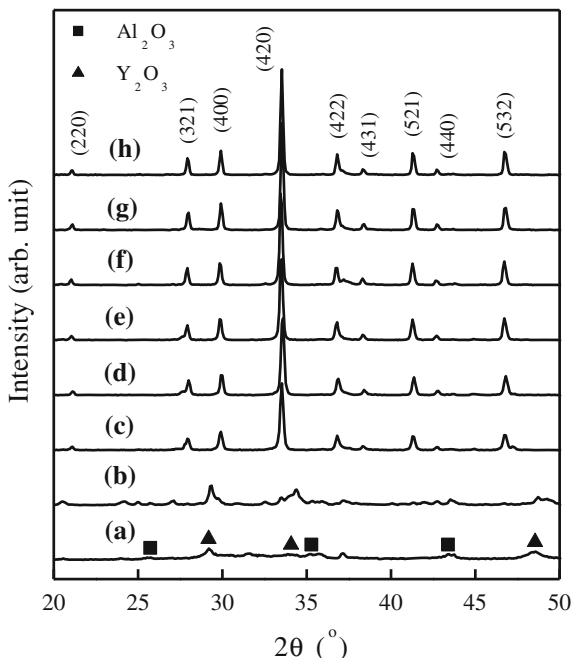 ■ Al2O3
▲ Y2O3
(220)
(321)
(400)
(420)
(422)
(431)
(521)
(440)
(532)
(h)
(g)
(f)
(e)
(d)
(c)
(b)
(a)
Intensity (arb. unit)
20 25 30 35 40 45 50
2θ (°)